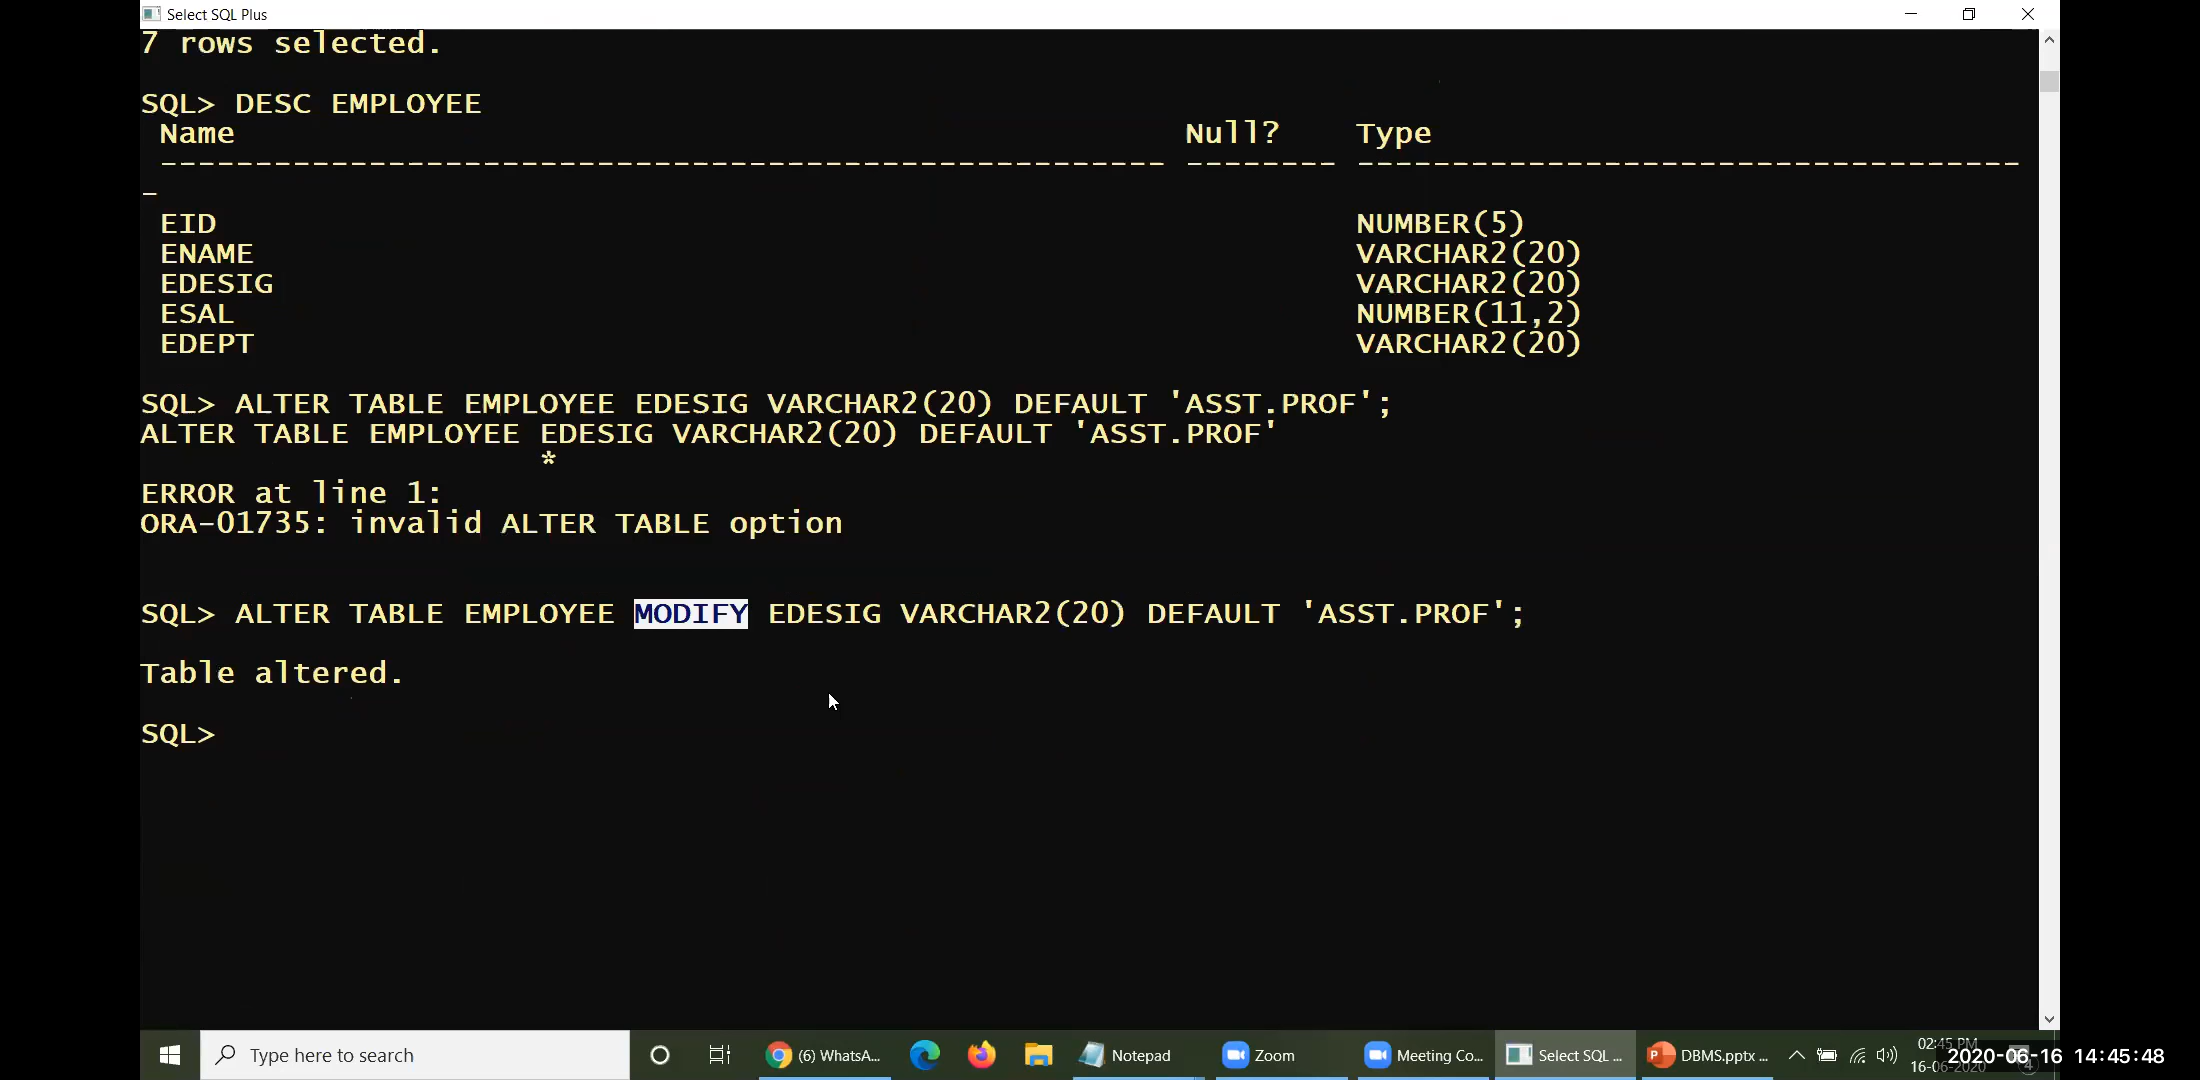 Select SQL Plus
7 rows selected.
SQL> DESC EMPLOYEE
Name Null? Type
----------------------------------------------------- -------- -----------------------------------
-
EID NUMBER(5)
ENAME VARCHAR2(20)
EDESIG VARCHAR2(20)
ESAL NUMBER(11,2)
EDEPT VARCHAR2(20)
SQL> ALTER TABLE EMPLOYEE EDESIG VARCHAR2(20) DEFAULT 'ASST.PROF';
ALTER TABLE EMPLOYEE EDESIG VARCHAR2(20) DEFAULT 'ASST.PROF'
*
ERROR at line 1:
ORA-01735: invalid ALTER TABLE option
SQL> ALTER TABLE EMPLOYEE MODIFY EDESIG VARCHAR2(20) DEFAULT 'ASST.PROF';
Table altered.
SQL>
Type here to search (6) WhatsA... Notepad Zoom Meeting Co... Select SQL ... DBMS.pptx ... 02:45 PM
16-06-2020 4
2020-06-16 14:45:48